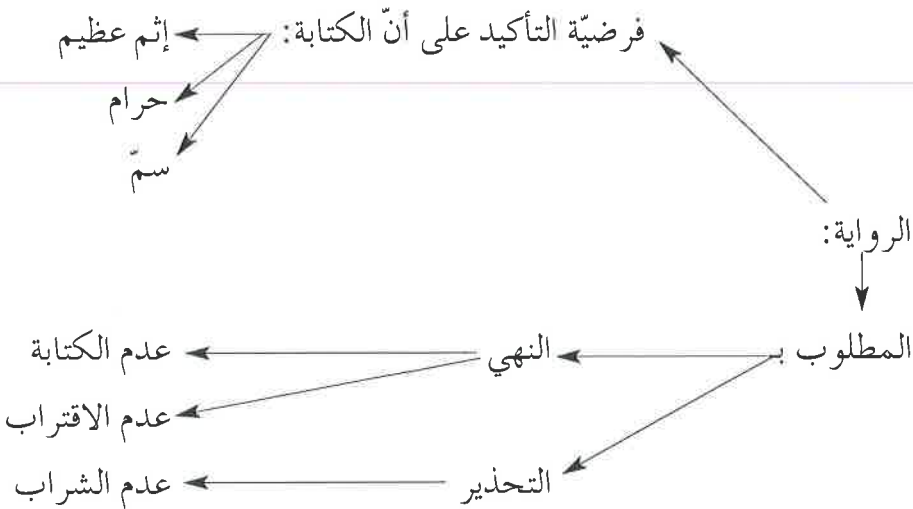 فرضيّة التأكيد على أنّ الكتابة: إثم عظيم
حرام
سمّ
الرواية:
المطلوب بـ النهي عدم الكتابة
عدم الاقتراب
التحذير عدم الشراب